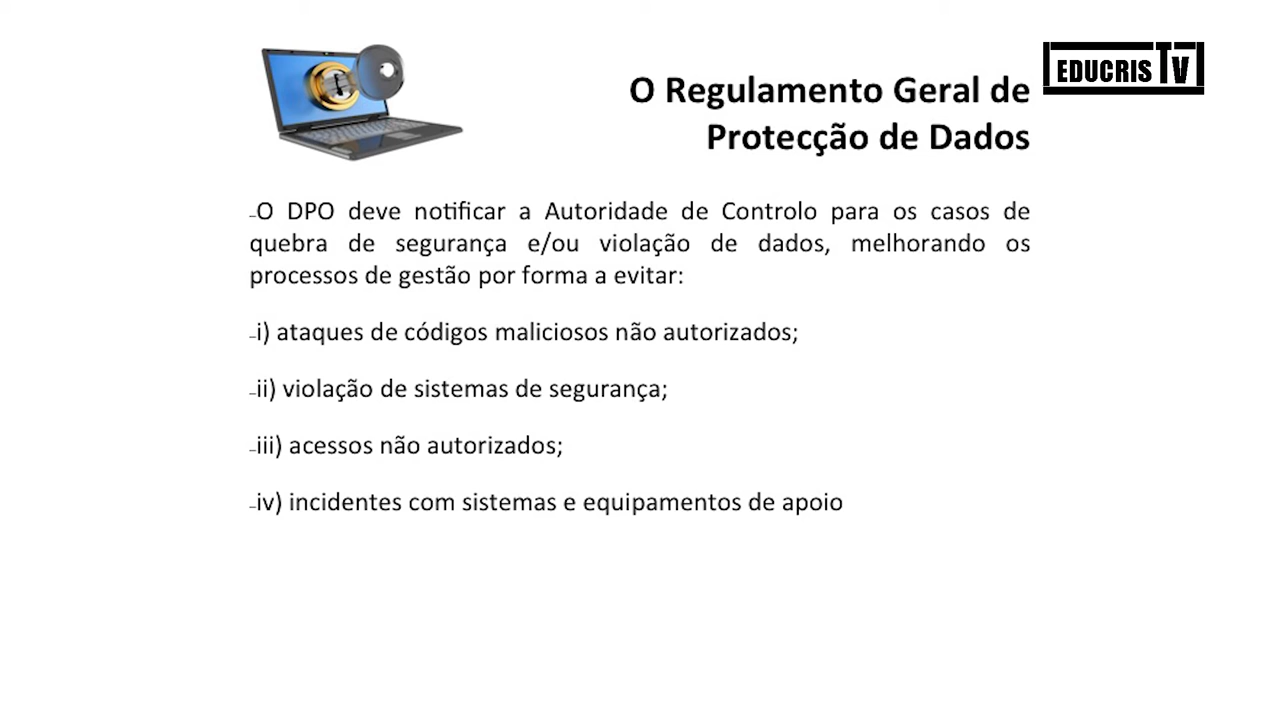 EDUCRIS TV
O Regulamento Geral de
Protecção de Dados
–O DPO deve notificar a Autoridade de Controlo para os casos de
quebra de segurança e/ou violação de dados, melhorando os
processos de gestão por forma a evitar:
–i) ataques de códigos maliciosos não autorizados;
–ii) violação de sistemas de segurança;
–iii) acessos não autorizados;
–iv) incidentes com sistemas e equipamentos de apoio